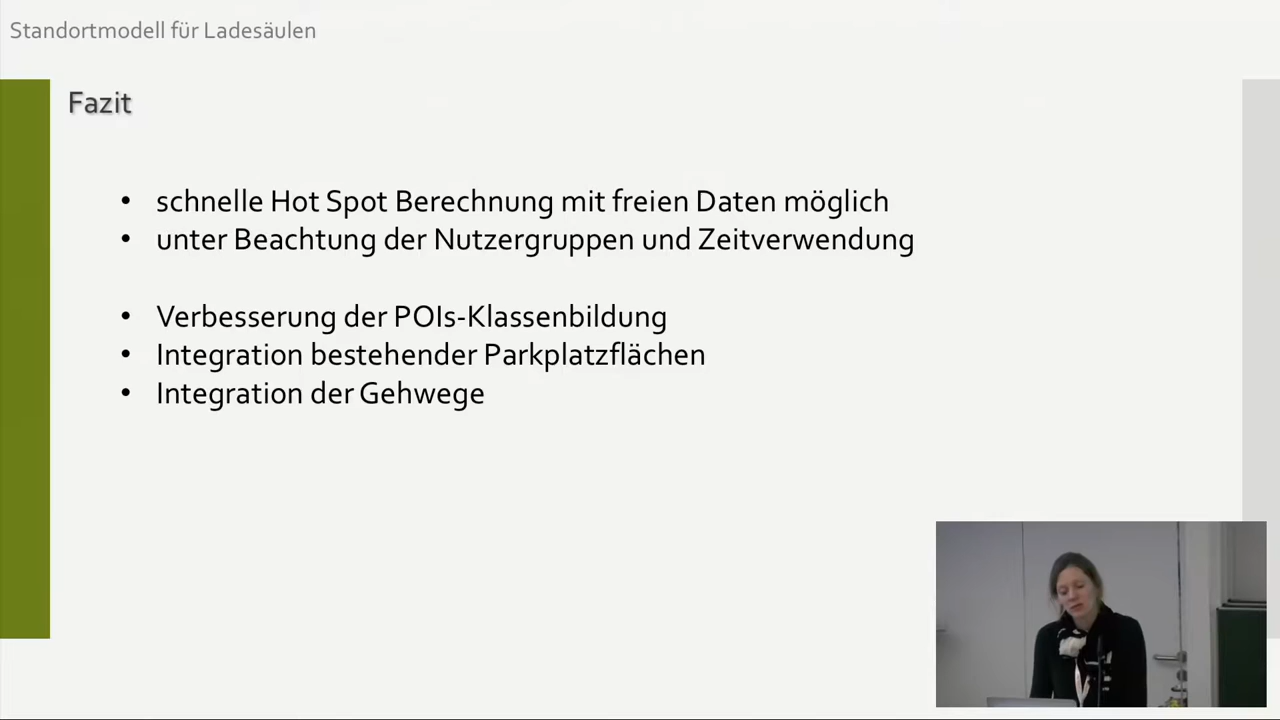 Standortmodell für Ladesäulen
Fazit
• schnelle Hot Spot Berechnung mit freien Daten möglich
• unter Beachtung der Nutzergruppen und Zeitverwendung
• Verbesserung der POIs-Klassenbildung
• Integration bestehender Parkplatzflächen
• Integration der Gehwege